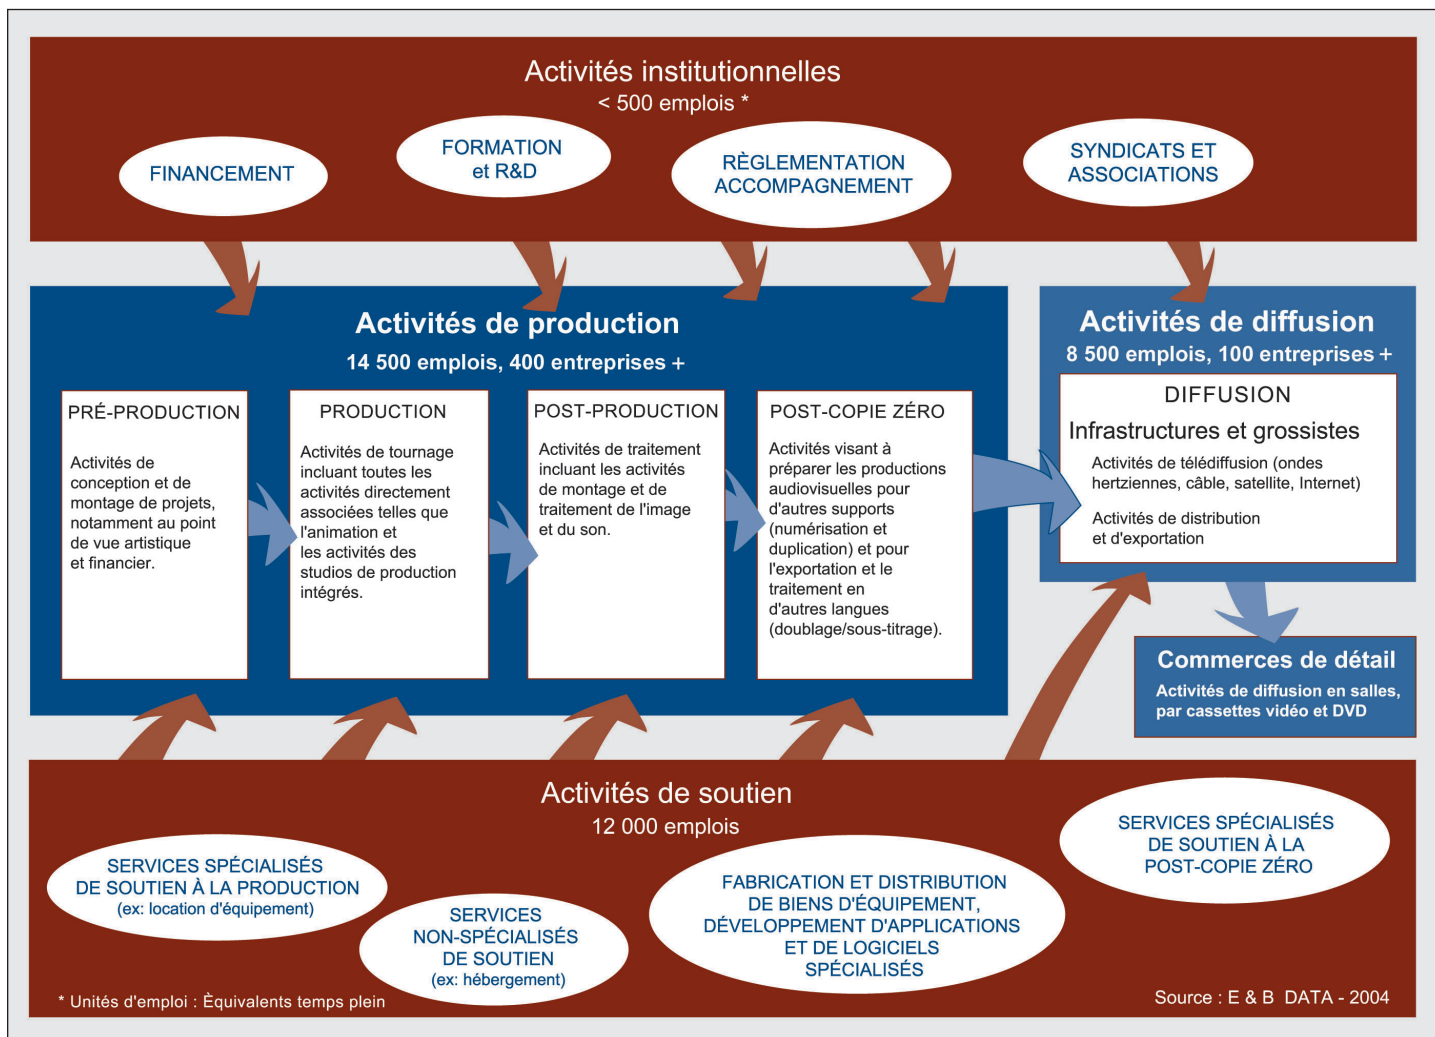 Activités institutionnelles
< 500 emplois *
FINANCEMENT
FORMATION
et R&D
RÈGLEMENTATION
ACCOMPAGNEMENT
SYNDICATS ET
ASSOCIATIONS
Activités de production
14 500 emplois, 400 entreprises +
PRÉ-PRODUCTION
Activités de
conception et de
montage de projets,
notamment au point
de vue artistique
et financier.
PRODUCTION
Activités de tournage
incluant toutes les
activités directement
associées telles que
l'animation et
les activités des
studios de production
intégrés.
POST-PRODUCTION
Activités de traitement
incluant les activités
de montage et de
traitement de l'image
et du son.
POST-COPIE ZÉRO
Activités visant à
préparer les productions
audiovisuelles pour
d'autres supports
(numérisation et
duplication) et pour
l'exportation et le
traitement en
d'autres langues
(doublage/sous-titrage).
Activités de diffusion
8 500 emplois, 100 entreprises +
DIFFUSION
Infrastructures et grossistes
Activités de télédiffusion (ondes
hertziennes, câble, satellite, Internet)
Activités de distribution
et d'exportation
Commerces de détail
Activités de diffusion en salles,
par cassettes vidéo et DVD
Activités de soutien
12 000 emplois
SERVICES SPÉCIALISÉS
DE SOUTIEN À LA PRODUCTION
(ex: location d'équipement)
SERVICES
NON-SPÉCIALISÉS
DE SOUTIEN
(ex: hébergement)
FABRICATION ET DISTRIBUTION
DE BIENS D'ÉQUIPEMENT,
DÉVELOPPEMENT D'APPLICATIONS
ET DE LOGICIELS
SPÉCIALISÉS
SERVICES SPÉCIALISÉS
DE SOUTIEN À LA
POST-COPIE ZÉRO
* Unités d'emploi : Èquivalents temps plein
Source : E & B DATA - 2004